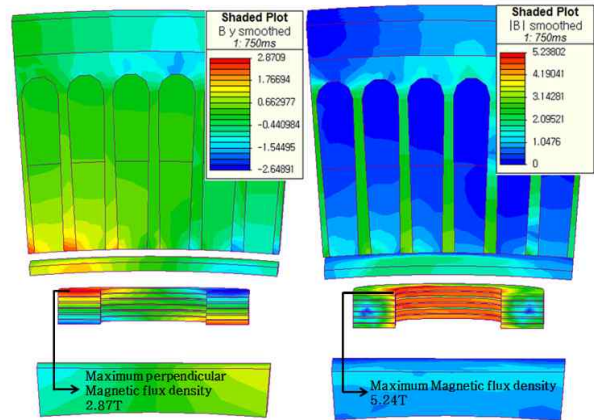 Shaded Plot
B y smoothed
1: 750ms
2.8709
1.76694
0.662977
-0.440984
-1.54495
-2.64891
Maximum perpendicular
Magnetic flux density
2.87T
Shaded Plot
|B| smoothed
1: 750ms
5.23802
4.19041
3.14281
2.09521
1.0476
0
Maximum Magnetic flux density
5.24T